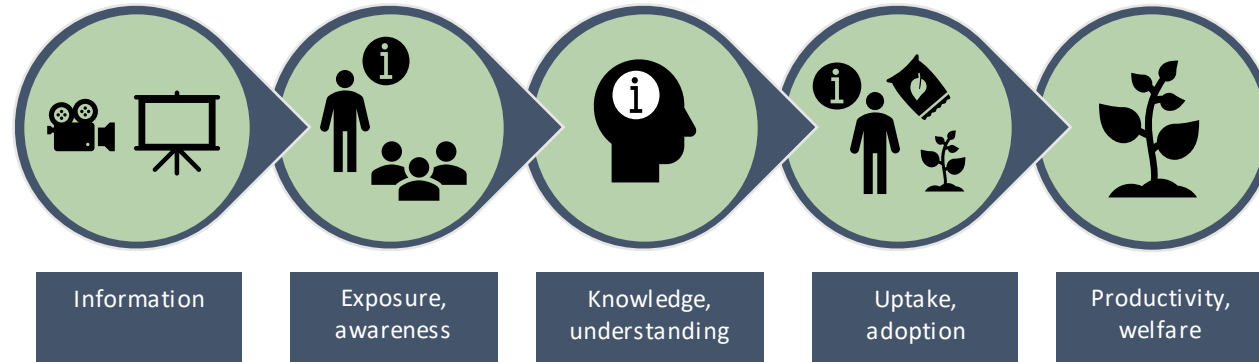 i
i
i
Information
Exposure,
awareness
Knowledge,
understanding
Uptake,
adoption
Productivity,
welfare